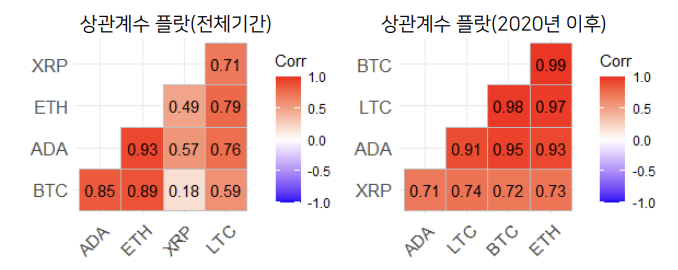 상관계수 플랏(전체기간)
XRP 0.71
ETH 0.49 0.79
ADA 0.93 0.57 0.76
BTC 0.85 0.89 0.18 0.59
ADA ETH XRP LTC
Corr
1.0
0.5
0.0
-0.5
-1.0
상관계수 플랏(2020년 이후)
BTC 0.99
LTC 0.98 0.97
ADA 0.91 0.95 0.93
XRP 0.71 0.74 0.72 0.73
ADA LTC BTC ETH
Corr
1.0
0.5
0.0
-0.5
-1.0